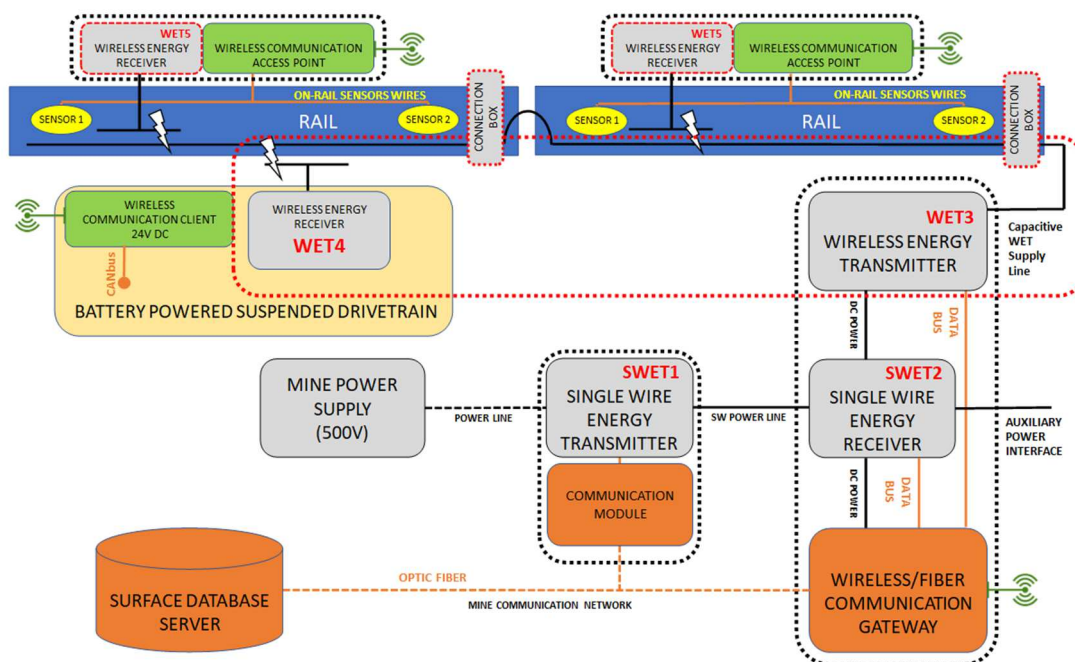 WET5
WIRELESS ENERGY
RECEIVER
WIRELESS COMMUNICATION
ACCESS POINT
WET5
WIRELESS ENERGY
RECEIVER
WIRELESS COMMUNICATION
ACCESS POINT
ON-RAIL SENSORS WIRES
SENSOR 1
RAIL
SENSOR 2
CONNECTION
BOX
ON-RAIL SENSORS WIRES
SENSOR 1
RAIL
SENSOR 2
CONNECTION
BOX
WIRELESS
COMMUNICATION CLIENT
24V DC
CANbus
WIRELESS ENERGY
RECEIVER
WET4
BATTERY POWERED SUSPENDED DRIVETRAIN
WET3
WIRELESS ENERGY
TRANSMITTER
Capacitive
WET
Supply
Line
DC POWER
DATA
BUS
MINE POWER
SUPPLY
(500V)
POWER LINE
SWET1
SINGLE WIRE
ENERGY
TRANSMITTER
SW POWER LINE
SWET2
SINGLE WIRE
ENERGY
RECEIVER
AUXILIARY
POWER
INTERFACE
COMMUNICATION
MODULE
DC POWER
DATA
BUS
SURFACE DATABASE
SERVER
OPTIC FIBER
MINE COMMUNICATION NETWORK
WIRELESS/FIBER
COMMUNICATION
GATEWAY